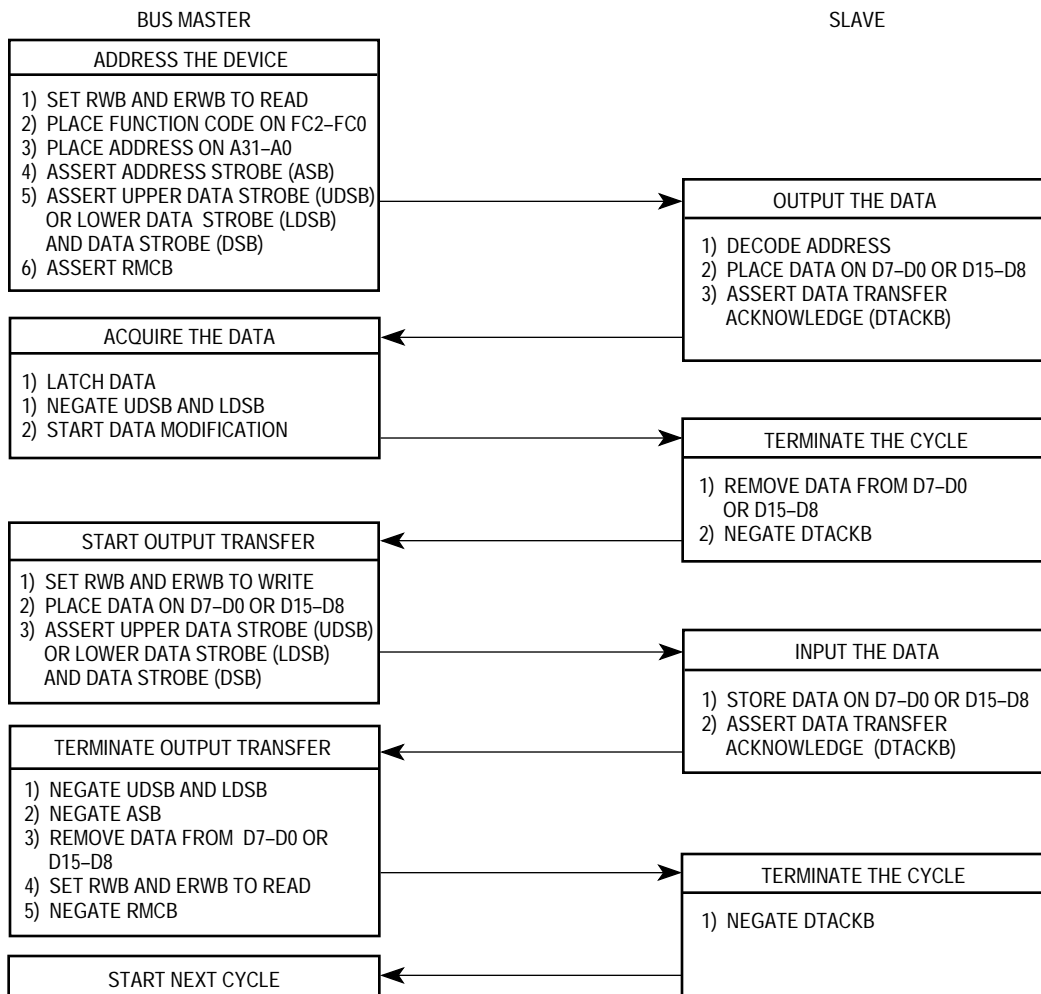 BUS MASTER
SLAVE
ADDRESS THE DEVICE
1) SET RWB AND ERWB TO READ
2) PLACE FUNCTION CODE ON FC2–FC0
3) PLACE ADDRESS ON A31–A0
4) ASSERT ADDRESS STROBE (ASB)
5) ASSERT UPPER DATA STROBE (UDSB)
OR LOWER DATA STROBE (LDSB)
AND DATA STROBE (DSB)
6) ASSERT RMCB
OUTPUT THE DATA
1) DECODE ADDRESS
2) PLACE DATA ON D7–D0 OR D15–D8
3) ASSERT DATA TRANSFER
ACKNOWLEDGE (DTACKB)
ACQUIRE THE DATA
1) LATCH DATA
1) NEGATE UDSB AND LDSB
2) START DATA MODIFICATION
TERMINATE THE CYCLE
1) REMOVE DATA FROM D7–D0
OR D15–D8
2) NEGATE DTACKB
START OUTPUT TRANSFER
1) SET RWB AND ERWB TO WRITE
2) PLACE DATA ON D7–D0 OR D15–D8
3) ASSERT UPPER DATA STROBE (UDSB)
OR LOWER DATA STROBE (LDSB)
AND DATA STROBE (DSB)
INPUT THE DATA
1) STORE DATA ON D7–D0 OR D15–D8
2) ASSERT DATA TRANSFER
ACKNOWLEDGE (DTACKB)
TERMINATE OUTPUT TRANSFER
1) NEGATE UDSB AND LDSB
2) NEGATE ASB
3) REMOVE DATA FROM D7–D0 OR
D15–D8
4) SET RWB AND ERWB TO READ
5) NEGATE RMCB
TERMINATE THE CYCLE
1) NEGATE DTACKB
START NEXT CYCLE